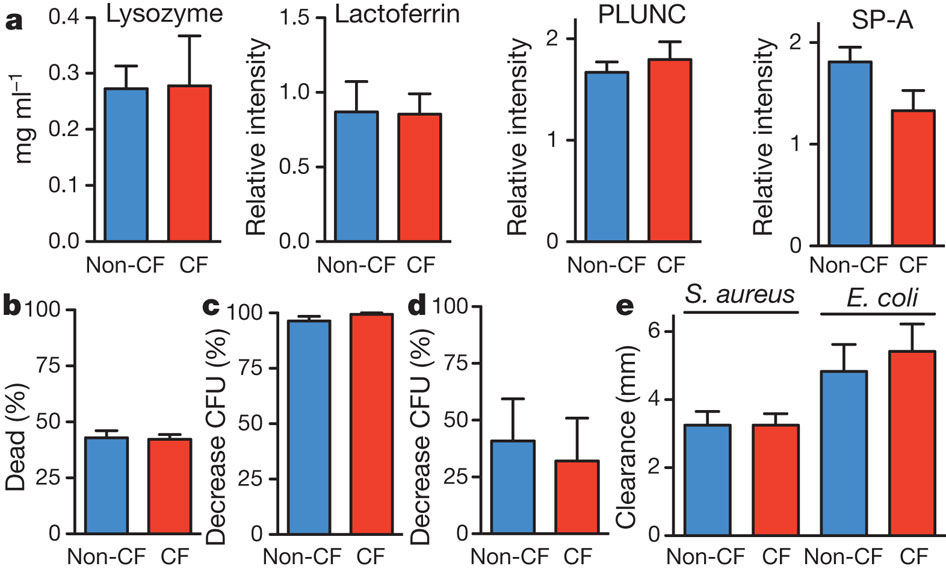 a
Lysozyme
mg ml⁻¹
0.4
0.3
0.2
0.1
0.0
Non-CF CF
Lactoferrin
Relative intensity
1.5
1.0
0.5
0.0
Non-CF CF
PLUNC
Relative intensity
2
1
0
Non-CF CF
SP-A
Relative intensity
2
1
0
Non-CF CF
b
Dead (%)
100
75
50
25
0
Non-CF CF
c
Decrease CFU (%)
100
75
50
25
0
Non-CF CF
d
Decrease CFU (%)
100
75
50
25
0
Non-CF CF
e
S. aureus E. coli
Clearance (mm)
6
4
2
0
Non-CF CF Non-CF CF